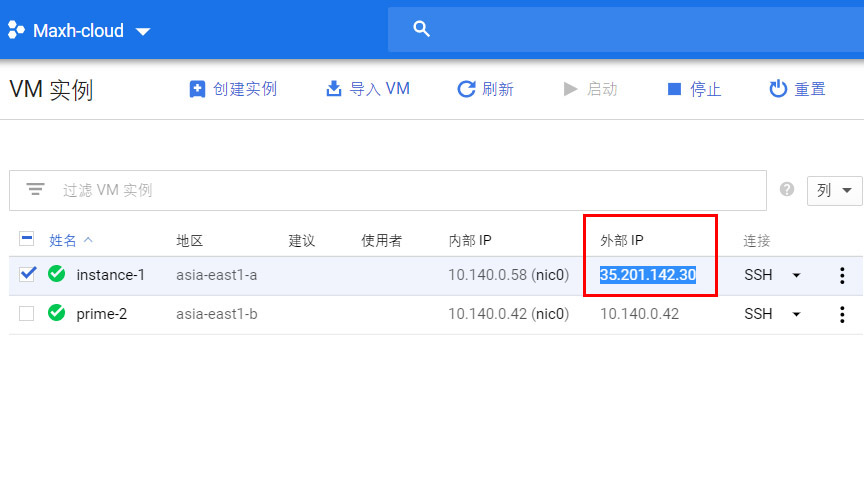 Maxh-cloud
VM 实例 创建实例 导入 VM 刷新 启动 停止 重置
过滤 VM 实例 列
姓名 地区 建议 使用者 内部 IP 外部 IP 连接
instance-1 asia-east1-a 10.140.0.58 (nic0) 35.201.142.30 SSH
prime-2 asia-east1-b 10.140.0.42 (nic0) 10.140.0.42 SSH